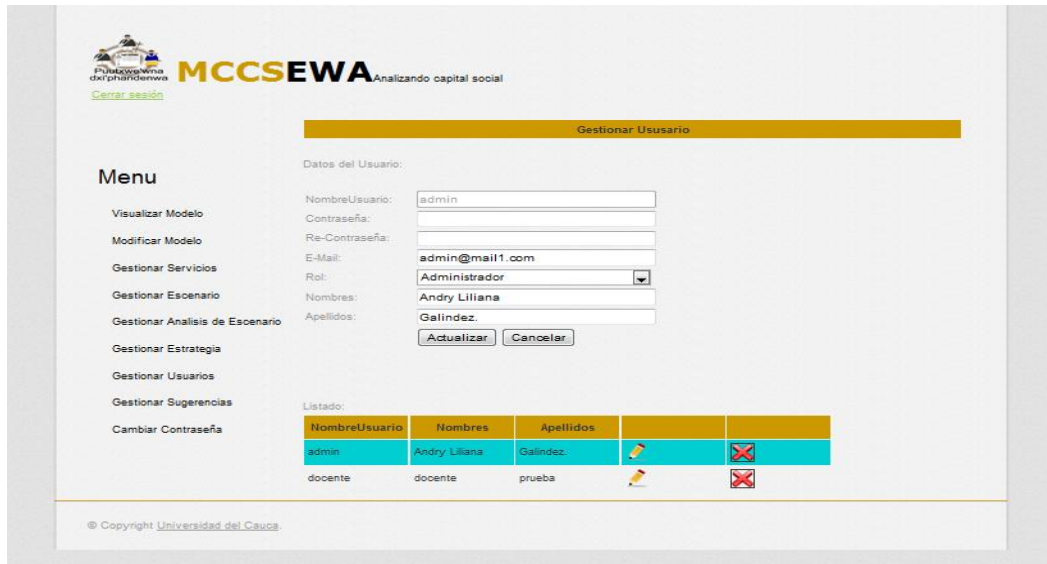 Puutxwe'wna
dxi'phandenwa
MCCSEWA Analizando capital social
Cerrar sesión
Gestionar Ususario
Menu
Visualizar Modelo
Modificar Modelo
Gestionar Servicios
Gestionar Escenario
Gestionar Analisis de Escenario
Gestionar Estrategia
Gestionar Usuarios
Gestionar Sugerencias
Cambiar Contraseña
Datos del Usuario:
NombreUsuario: admin
Contraseña:
Re-Contraseña:
E-Mail: admin@mail1.com
Rol: Administrador
Nombres: Andry Liliana
Apellidos: Galindez.
Actualizar Cancelar
Listado:
NombreUsuario Nombres Apellidos
admin Andry Liliana Galindez.
docente docente prueba
© Copyright Universidad del Cauca.